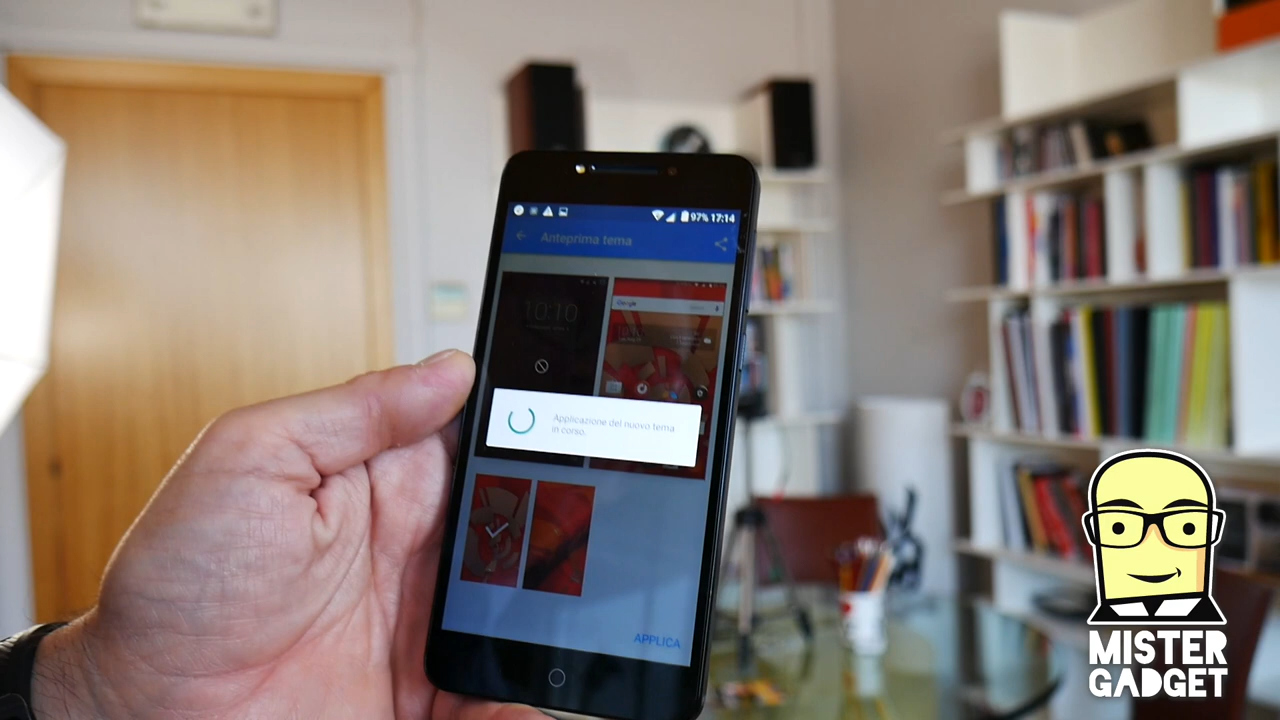 97% 17:14
Anteprima tema
10:10
Google
Applicazione del nuovo tema
in corso.
APPLICA
MISTER
GADGET